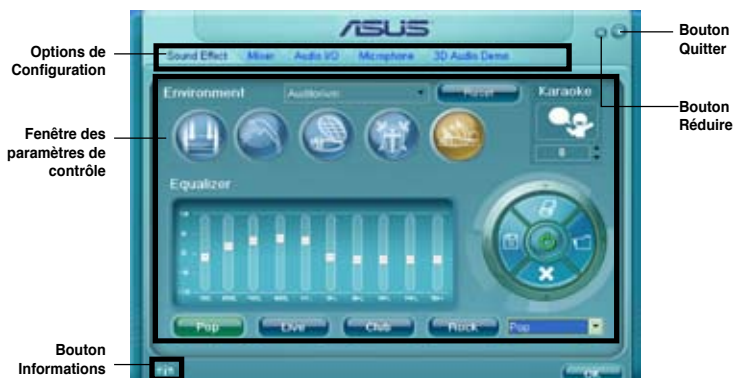 ASUS
Bouton
Quitter
Options de
Configuration
Sound Effect Mixer Audio I/O Microphone 3D Audio Demo
Environment Auditorium Reset Karaoke
Bouton
Réduire
Fenêtre des
paramètres de
contrôle
0
Equalizer
Pop Live Club Rock Pop
Bouton
Informations
OK